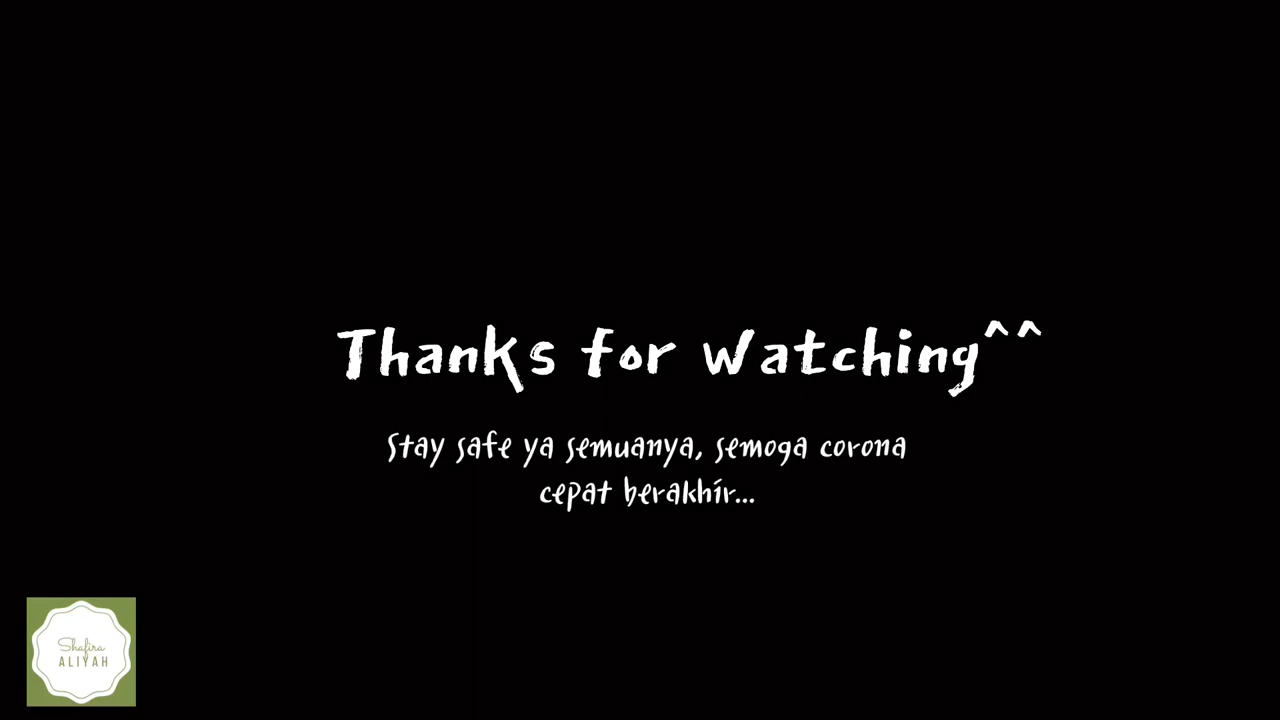 Thanks for watching^^
Stay safe ya semuanya, semoga corona
cepat berakhir...
Shafira
ALIYAH